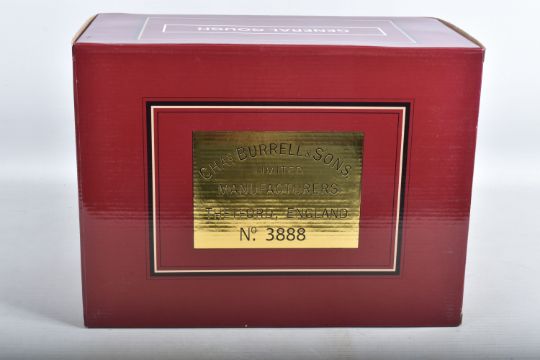 GENERAL GOUGH
CHAS BURRELL & SONS,
LIMITED
MANUFACTURERS
THETFORD, ENGLAND
No. 3888